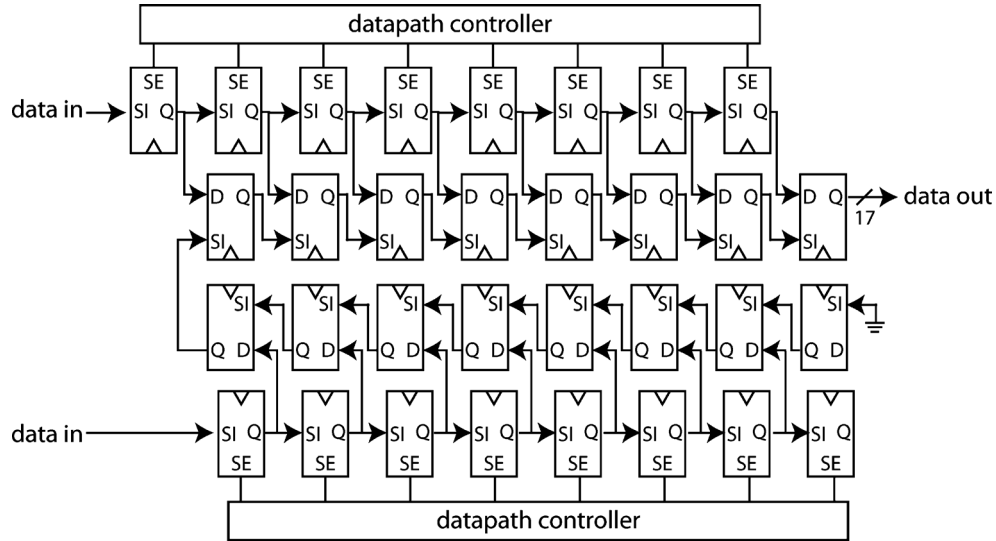 datapath controller
SE SE SE SE SE SE SE SE
data in SI Q SI Q SI Q SI Q SI Q SI Q SI Q SI Q
D Q D Q D Q D Q D Q D Q D Q D Q data out
17
SI SI SI SI SI SI SI SI
SI SI SI SI SI SI SI SI
Q D Q D Q D Q D Q D Q D Q D Q D
data in SI Q SI Q SI Q SI Q SI Q SI Q SI Q SI Q
SE SE SE SE SE SE SE SE
datapath controller